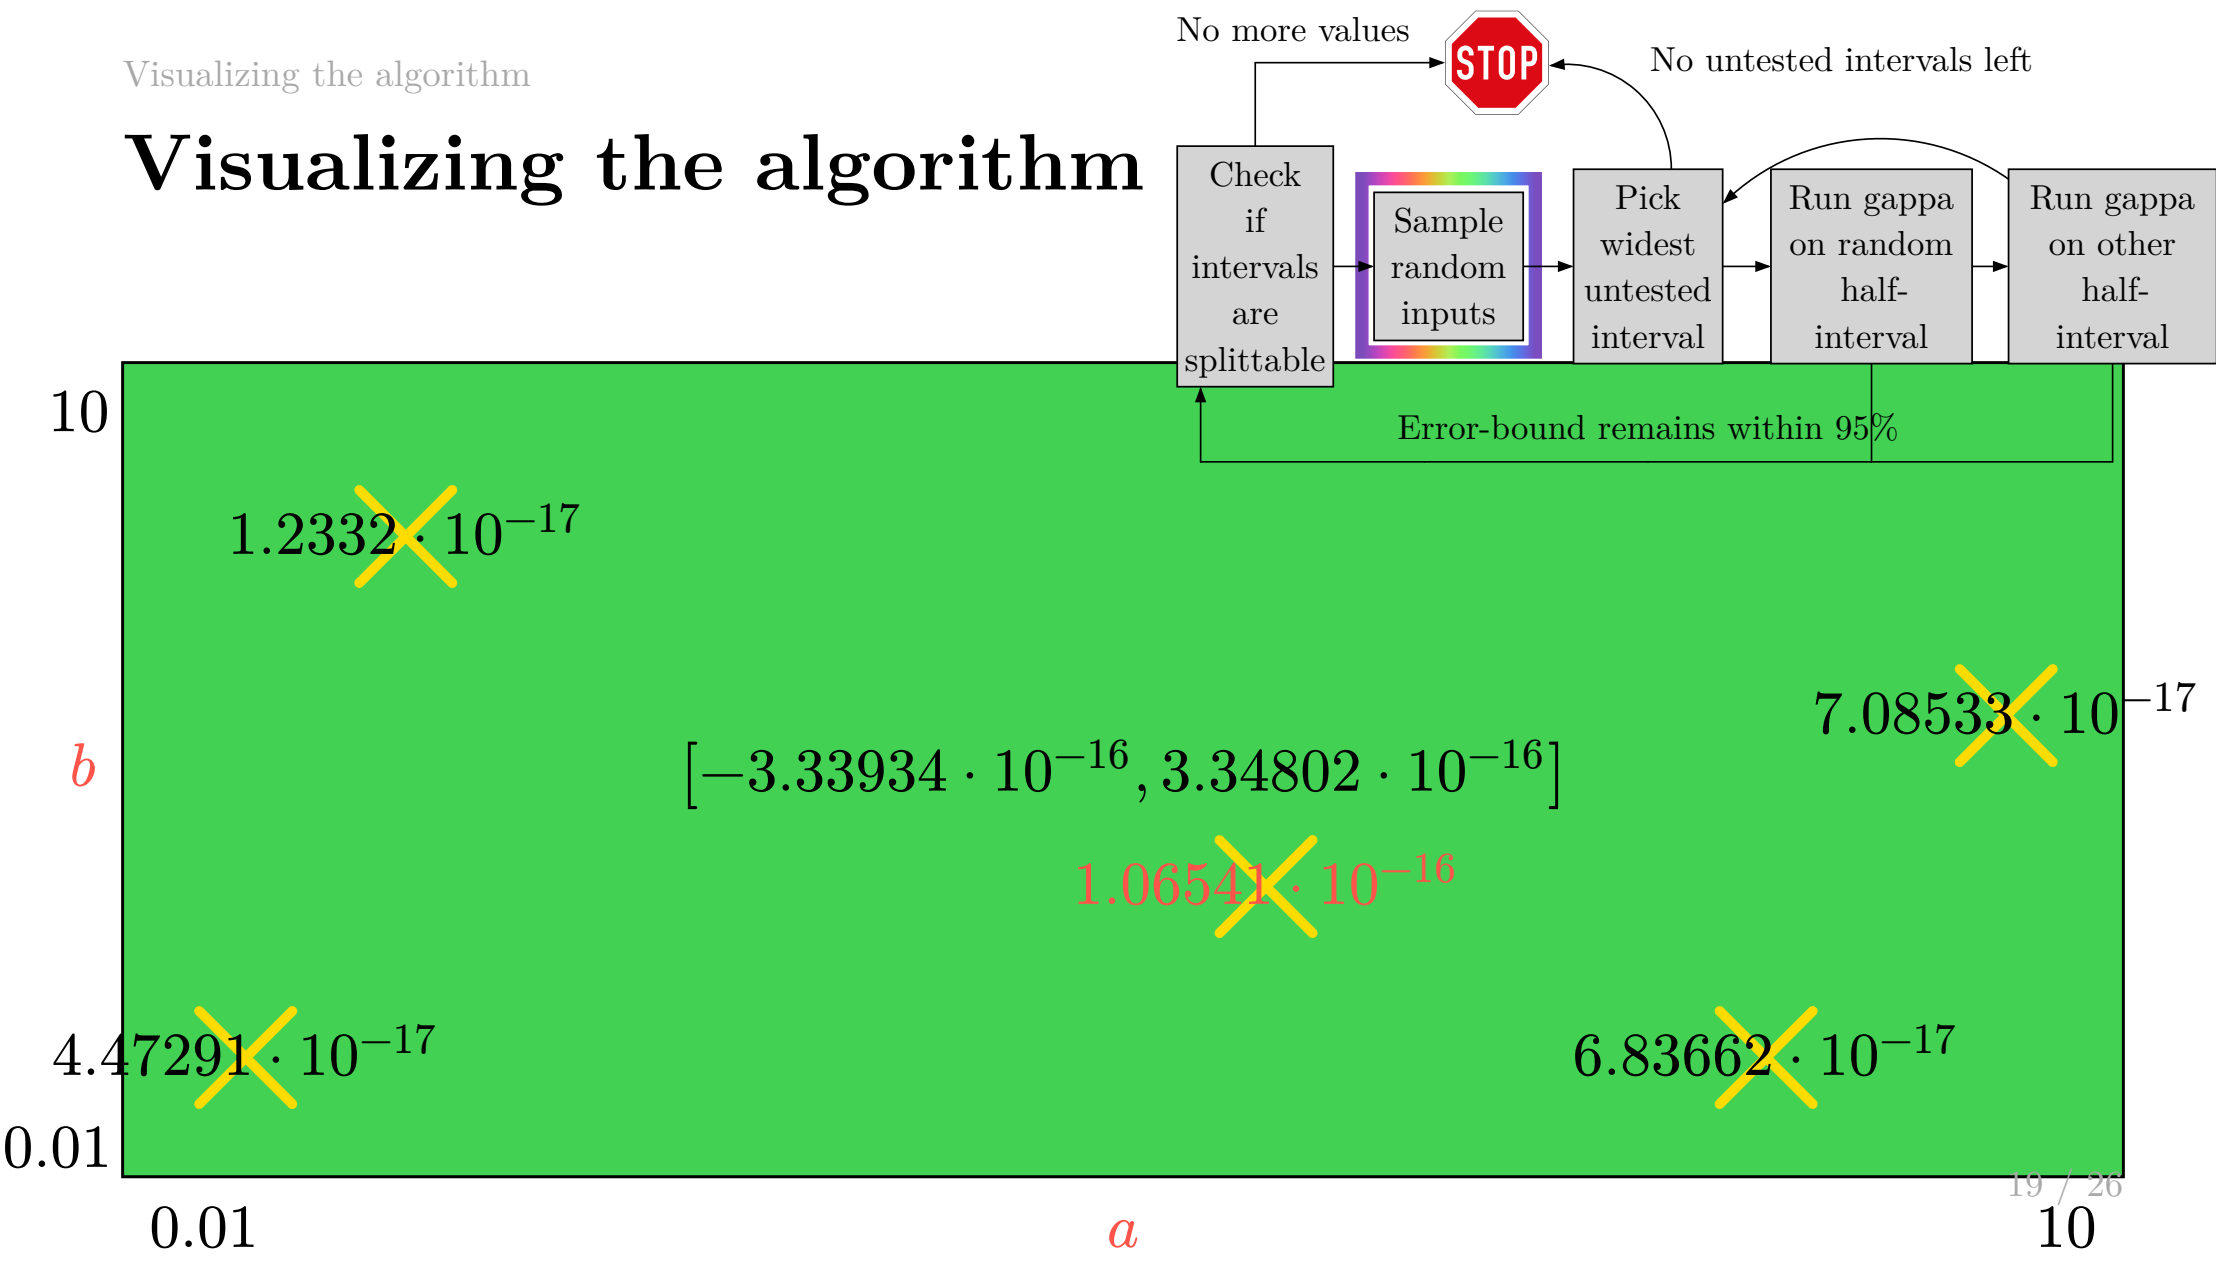 Visualizing the algorithm
Visualizing the algorithm
No more values
STOP
No untested intervals left
Check
if
intervals
are
splittable
Sample
random
inputs
Pick
widest
untested
interval
Run gappa
on random
half-
interval
Run gappa
on other
half-
interval
Error-bound remains within 95%
10
b
0.01
1.2332 · 10⁻¹⁷
7.08533 · 10⁻¹⁷
[−3.33934 · 10⁻¹⁶, 3.34802 · 10⁻¹⁶]
1.06541 · 10⁻¹⁶
4.47291 · 10⁻¹⁷
6.83662 · 10⁻¹⁷
19 / 26
0.01
a
10